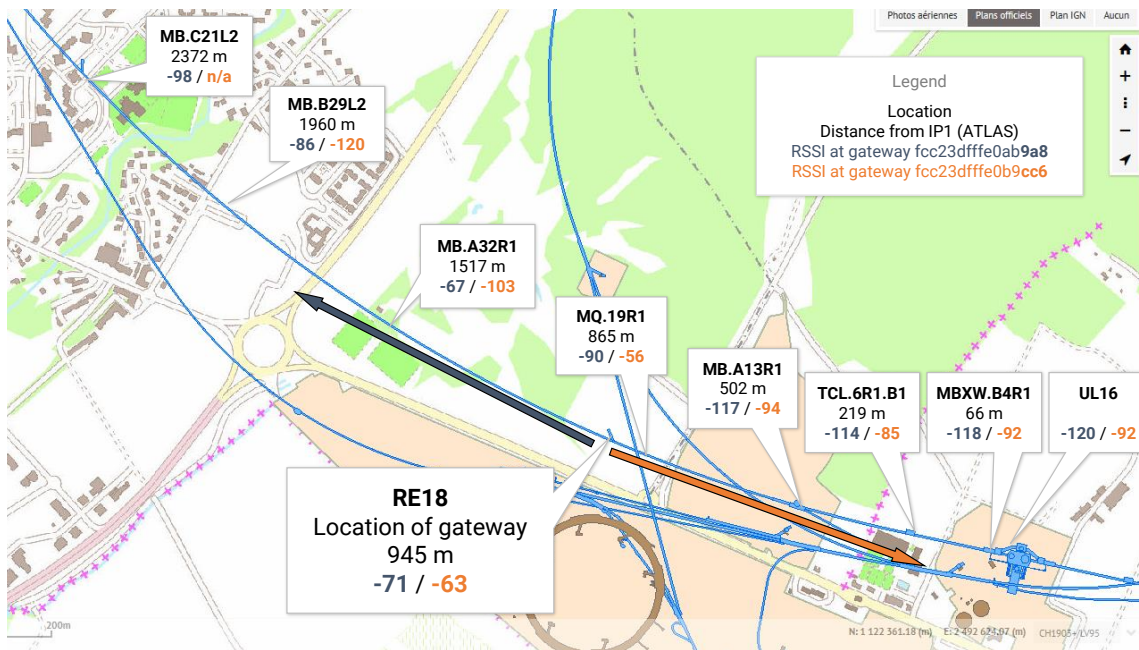 Photos aériennes Plans officiels Plan IGN Aucun
MB.C21L2
2372 m
-98 / n/a
MB.B29L2
1960 m
-86 / -120
Legend
Location
Distance from IP1 (ATLAS)
RSSI at gateway fcc23dfffe0ab9a8
RSSI at gateway fcc23dfffe0b9cc6
MB.A32R1
1517 m
-67 / -103
MQ.19R1
865 m
-90 / -56
MB.A13R1
502 m
-117 / -94
TCL.6R1.B1
219 m
-114 / -85
MBXW.B4R1
66 m
-118 / -92
UL16
-120 / -92
RE18
Location of gateway
945 m
-71 / -63
200m
N: 1 122 361.18 (m) E: 2 492 624.07 (m) CH1903+/LV95